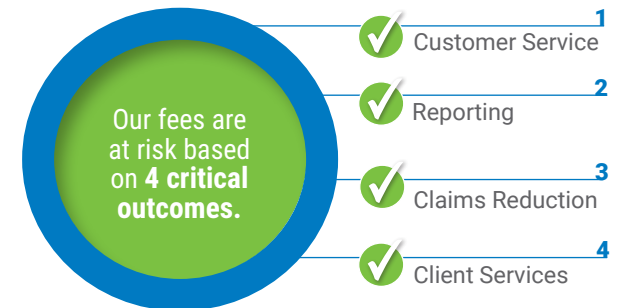 Our fees are
at risk based
on 4 critical
outcomes.
1
Customer Service
2
Reporting
3
Claims Reduction
4
Client Services